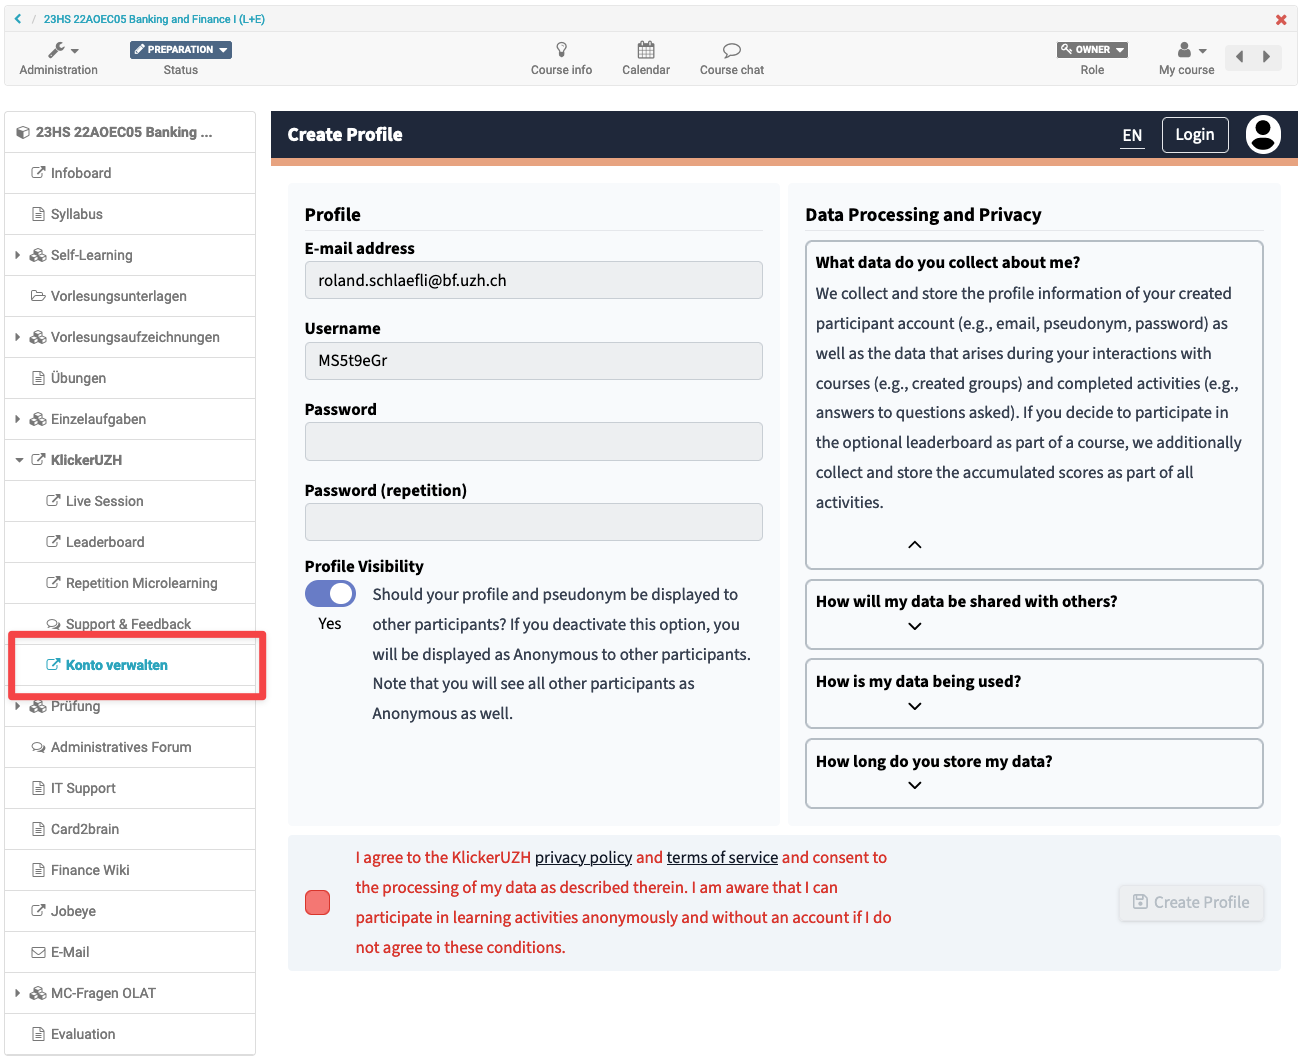 / 23HS 22AOEC05 Banking and Finance I (L+E)
Administration
PREPARATION
Status
Course info
Calendar
Course chat
OWNER
Role
My course
23HS 22AOEC05 Banking ...
Infoboard
Syllabus
Self-Learning
Vorlesungsunterlagen
Vorlesungsaufzeichnungen
Übungen
Einzelaufgaben
KlickerUZH
Live Session
Leaderboard
Repetition Microlearning
Support & Feedback
Konto verwalten
Prüfung
Administratives Forum
IT Support
Card2brain
Finance Wiki
Jobeye
E-Mail
MC-Fragen OLAT
Evaluation
Create Profile
EN
Login
Profile
E-mail address
roland.schlaefli@bf.uzh.ch
Username
MS5t9eGr
Password
Password (repetition)
Profile Visibility
Yes
Should your profile and pseudonym be displayed to
other participants? If you deactivate this option, you
will be displayed as Anonymous to other participants.
Note that you will see all other participants as
Anonymous as well.
Data Processing and Privacy
What data do you collect about me?
We collect and store the profile information of your created
participant account (e.g., email, pseudonym, password) as
well as the data that arises during your interactions with
courses (e.g., created groups) and completed activities (e.g.,
answers to questions asked). If you decide to participate in
the optional leaderboard as part of a course, we additionally
collect and store the accumulated scores as part of all
activities.
How will my data be shared with others?
How is my data being used?
How long do you store my data?
I agree to the KlickerUZH privacy policy and terms of service and consent to
the processing of my data as described therein. I am aware that I can
participate in learning activities anonymously and without an account if I do
not agree to these conditions.
Create Profile